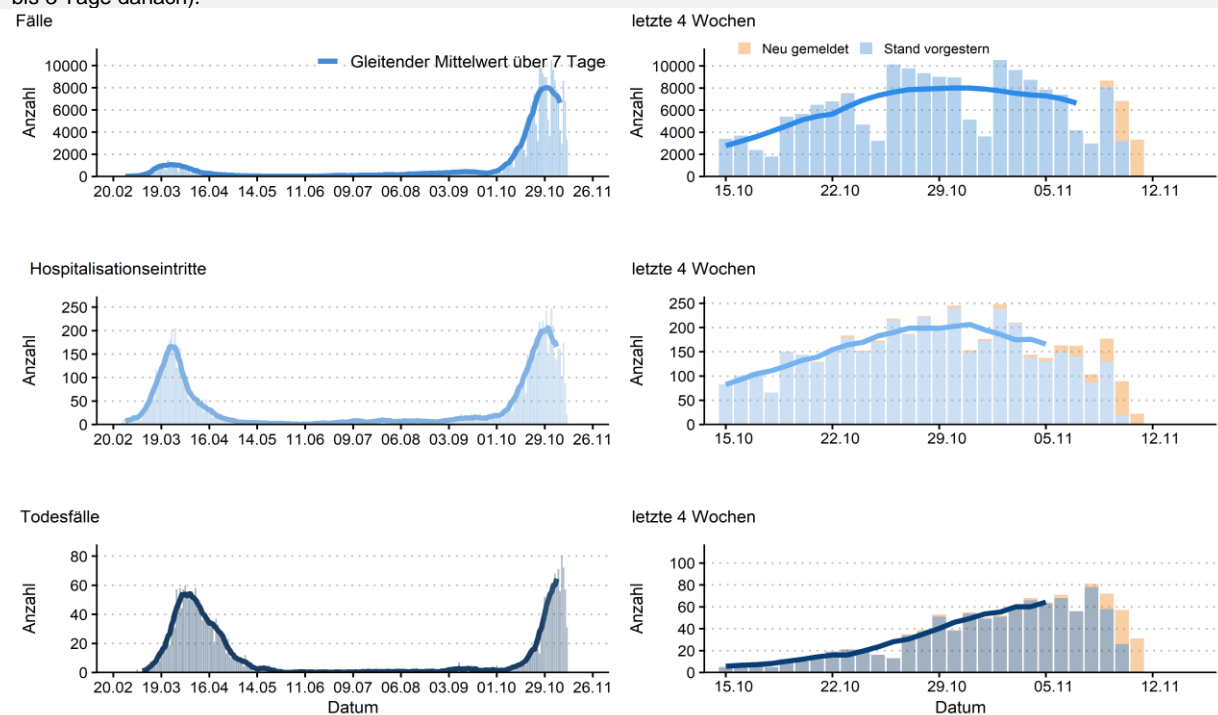 bis 3 Tage danach).
Fälle
letzte 4 Wochen
Gleitender Mittelwert über 7 Tage
Neu gemeldet
Stand vorgestern
Anzahl
10000
8000
6000
4000
2000
0
20.02 19.03 16.04 14.05 11.06 09.07 06.08 03.09 01.10 29.10 26.11
Anzahl
10000
8000
6000
4000
2000
0
15.10 22.10 29.10 05.11 12.11
Hospitalisationseintritte
letzte 4 Wochen
Anzahl
250
200
150
100
50
0
20.02 19.03 16.04 14.05 11.06 09.07 06.08 03.09 01.10 29.10 26.11
Anzahl
250
200
150
100
50
0
15.10 22.10 29.10 05.11 12.11
Todesfälle
letzte 4 Wochen
Anzahl
80
60
40
20
0
20.02 19.03 16.04 14.05 11.06 09.07 06.08 03.09 01.10 29.10 26.11
Datum
Anzahl
100
80
60
40
20
0
15.10 22.10 29.10 05.11 12.11
Datum